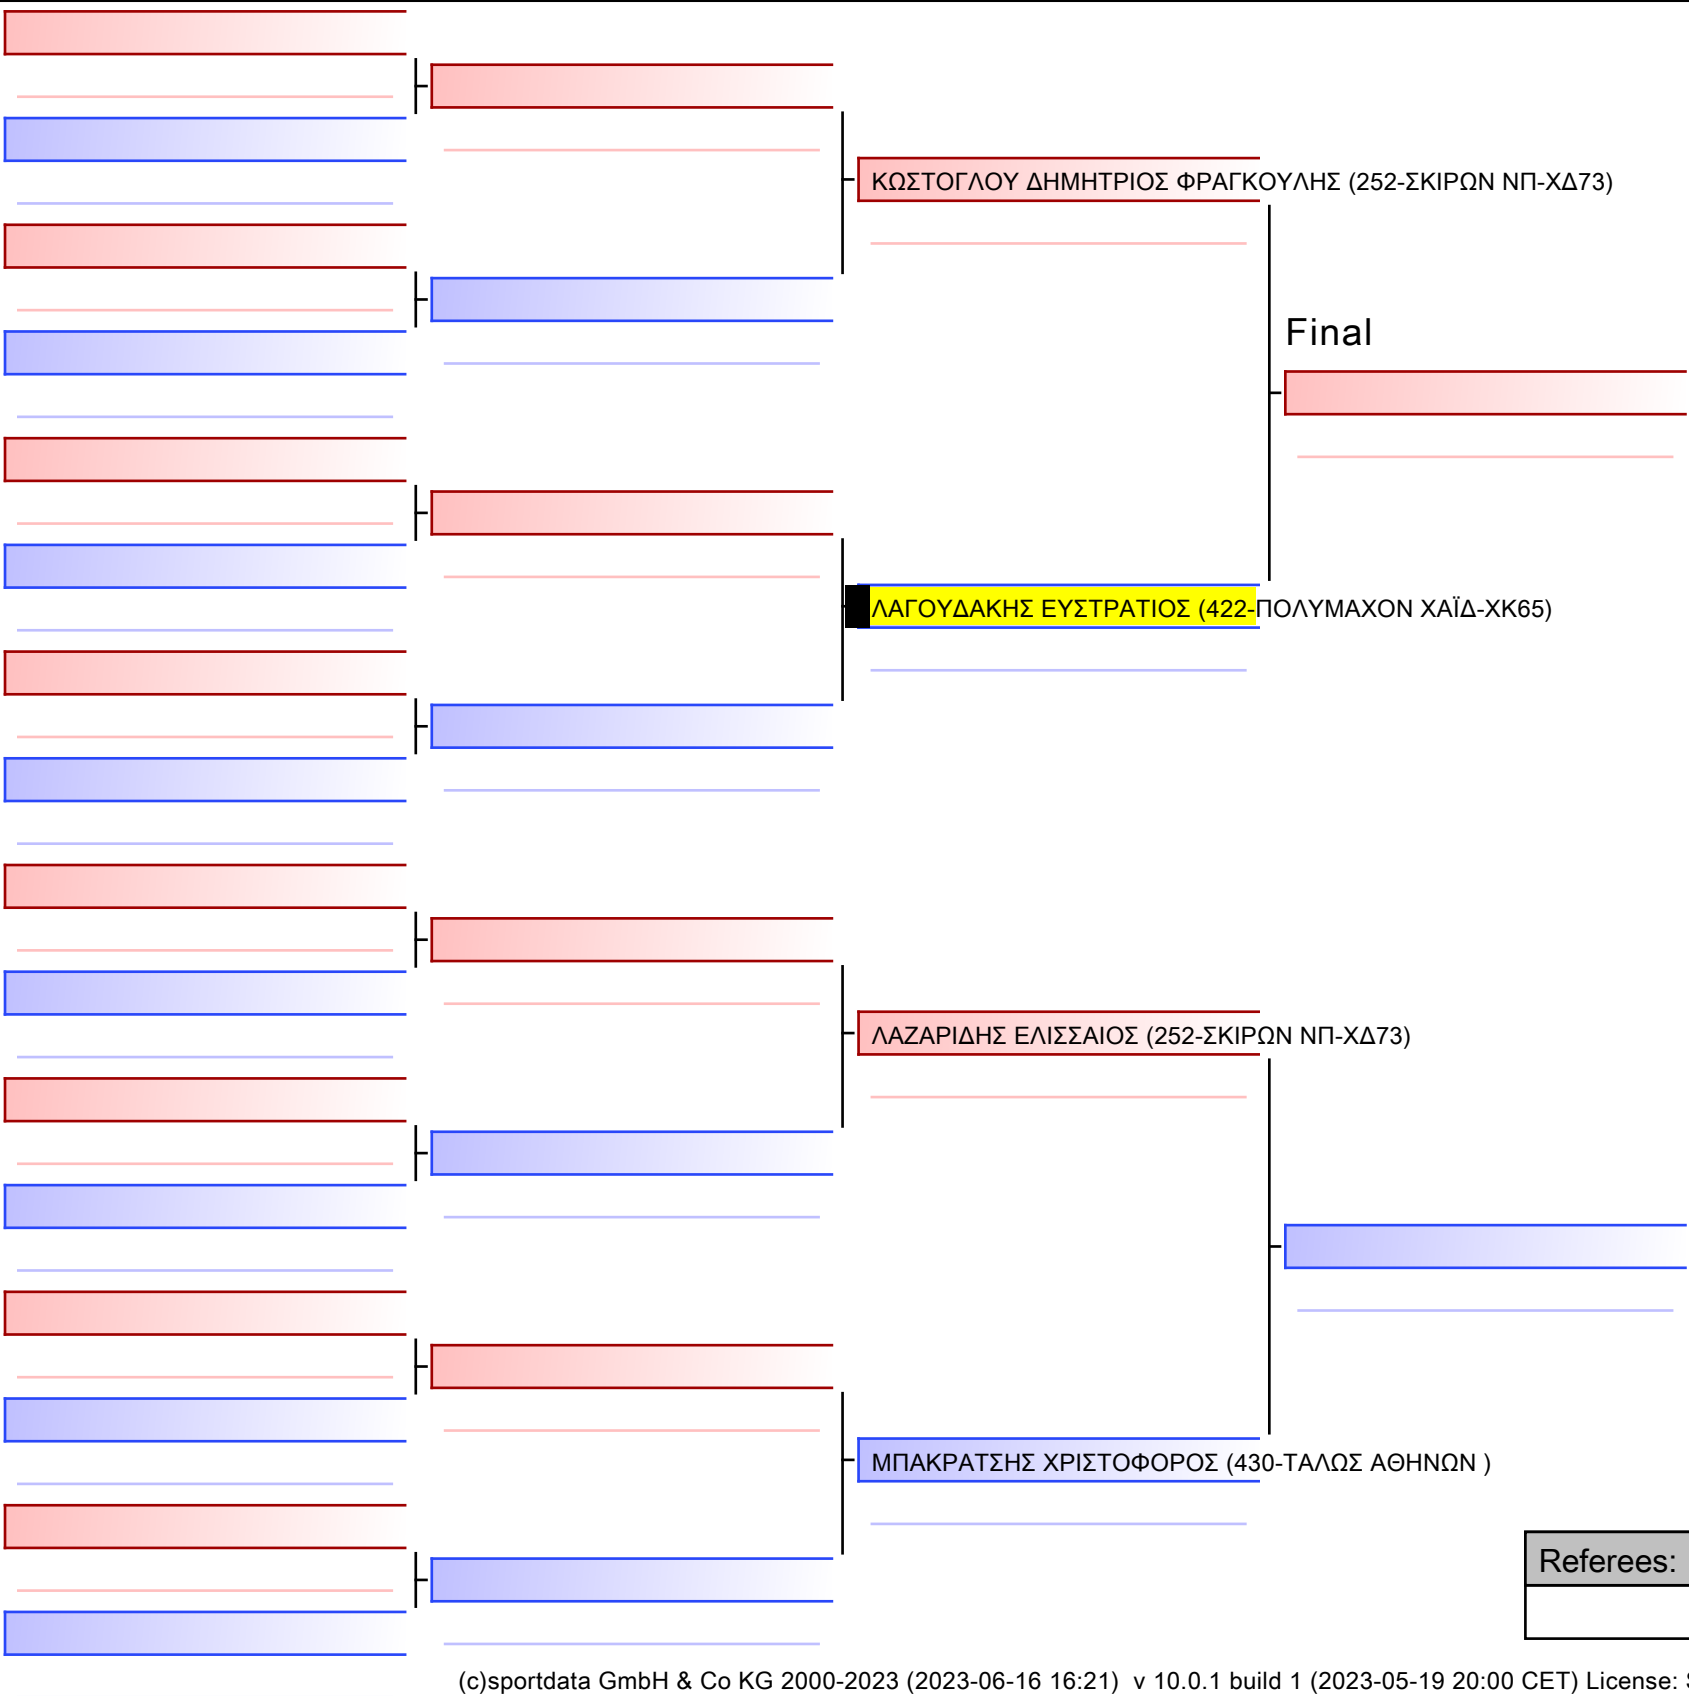 ΚΩΣΤΟΓΛΟΥ ΔΗΜΗΤΡΙΟΣ ΦΡΑΓΚΟΥΛΗΣ (252-ΣΚΙΡΩΝ ΝΠ-ΧΔ73)
Final
ΛΑΓΟΥΔΑΚΗΣ ΕΥΣΤΡΑΤΙΟΣ (422-ΠΟΛΥΜΑΧΟΝ ΧΑΪΔ-ΧΚ65)
ΛΑΖΑΡΙΔΗΣ ΕΛΙΣΣΑΙΟΣ (252-ΣΚΙΡΩΝ ΝΠ-ΧΔ73)
ΜΠΑΚΡΑΤΣΗΣ ΧΡΙΣΤΟΦΟΡΟΣ (430-ΤΑΛΩΣ ΑΘΗΝΩΝ )
Referees:
(c)sportdata GmbH & Co KG 2000-2023 (2023-06-16 16:21) v 10.0.1 build 1 (2023-05-19 20:00 CET) License: